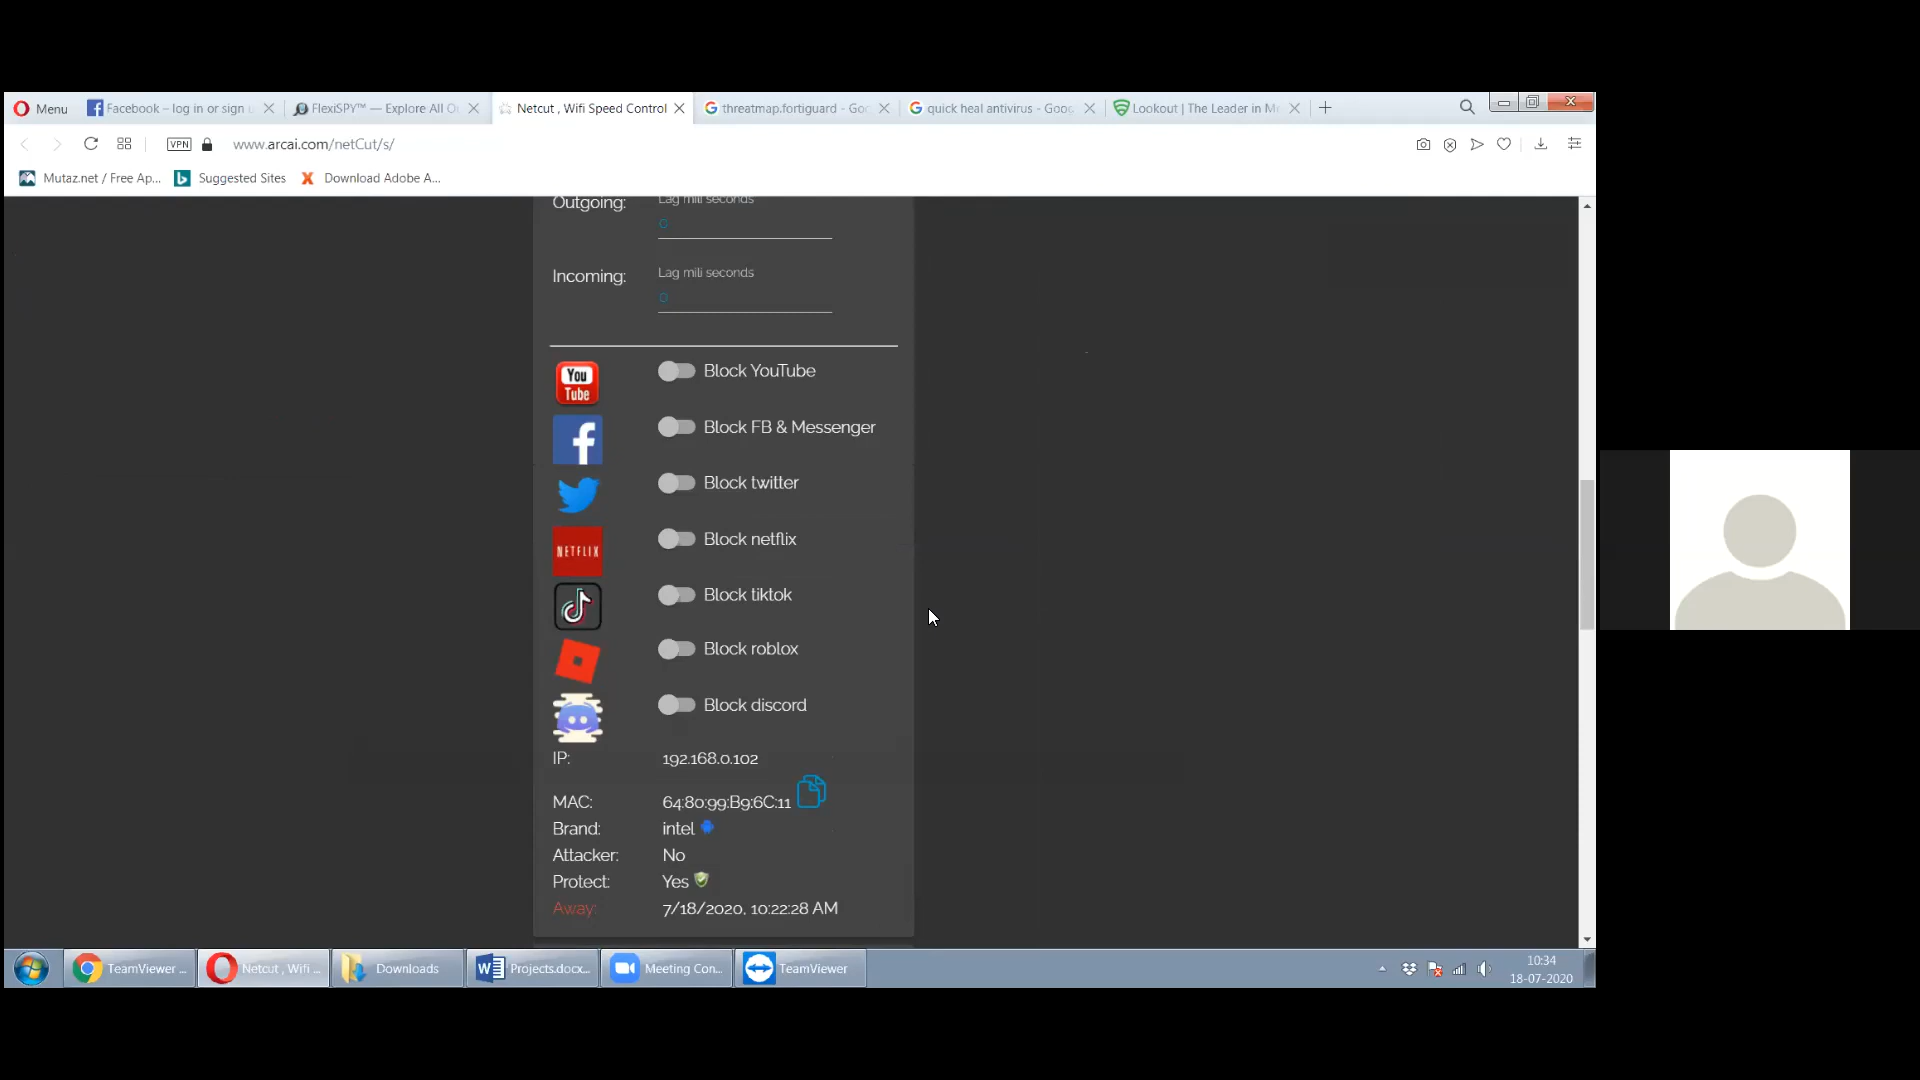 Menu
Facebook – log in or sign u
FlexiSPY™ — Explore All O
Netcut , Wifi Speed Control
threatmap.fortiguard - Goo
quick heal antivirus - Goog
Lookout | The Leader in M
VPN
www.arcai.com/netCut/s/
Mutaz.net / Free Ap...
Suggested Sites
Download Adobe A...
Outgoing:
Lag mili seconds
0
Incoming:
Lag mili seconds
0
You Tube
Block YouTube
Block FB & Messenger
Block twitter
NETFLIX
Block netflix
Block tiktok
Block roblox
Block discord
IP: 192.168.0.102
MAC: 64:80:99:B9:6C:11
Brand: intel
Attacker: No
Protect: Yes
Away: 7/18/2020, 10:22:28 AM
TeamViewer ...
Netcut , Wifi ...
Downloads
Projects.docx...
Meeting Con...
TeamViewer
10:34
18-07-2020